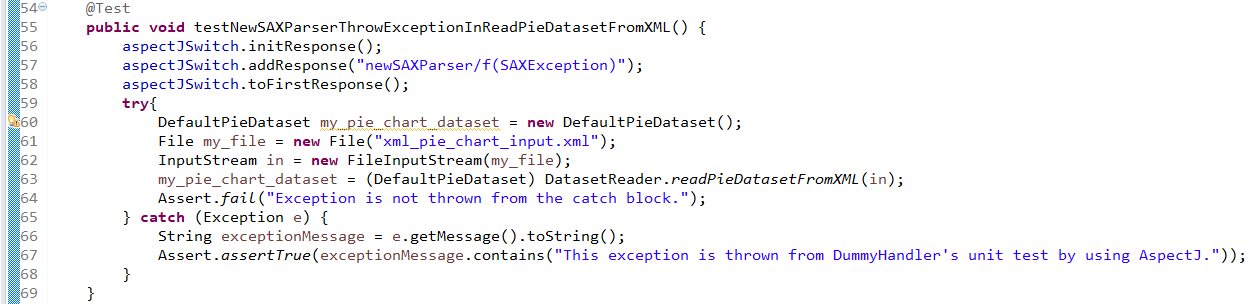 54 @Test
55 public void testNewSAXParserThrowExceptionInReadPieDatasetFromXML() {
56 aspectJSwitch.initResponse();
57 aspectJSwitch.addResponse("newSAXParser/f(SAXException)");
58 aspectJSwitch.toFirstResponse();
59 try{
60 DefaultPieDataset my_pie_chart_dataset = new DefaultPieDataset();
61 File my_file = new File("xml_pie_chart_input.xml");
62 InputStream in = new FileInputStream(my_file);
63 my_pie_chart_dataset = (DefaultPieDataset) DatasetReader.readPieDatasetFromXML(in);
64 Assert.fail("Exception is not thrown from the catch block.");
65 } catch (Exception e) {
66 String exceptionMessage = e.getMessage().toString();
67 Assert.assertTrue(exceptionMessage.contains("This exception is thrown from DummyHandler's unit test by using AspectJ."));
68 }
69 }